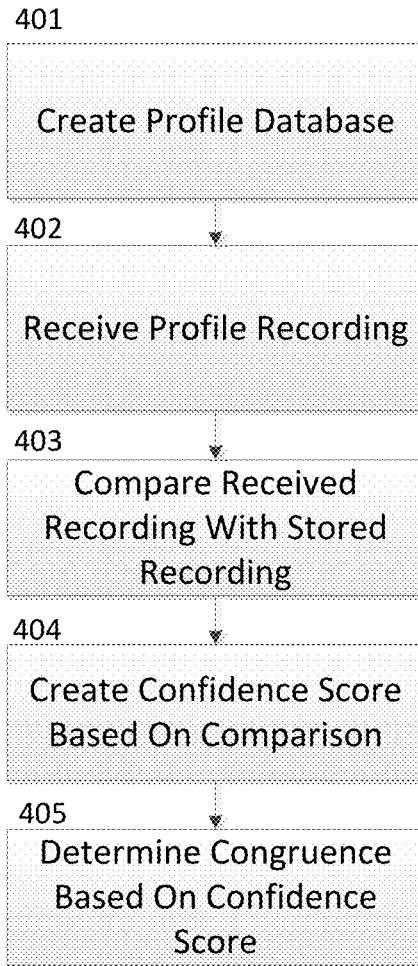 401
Create Profile Database
402
Receive Profile Recording
403
Compare Received
Recording With Stored
Recording
404
Create Confidence Score
Based On Comparison
405
Determine Congruence
Based On Confidence
Score